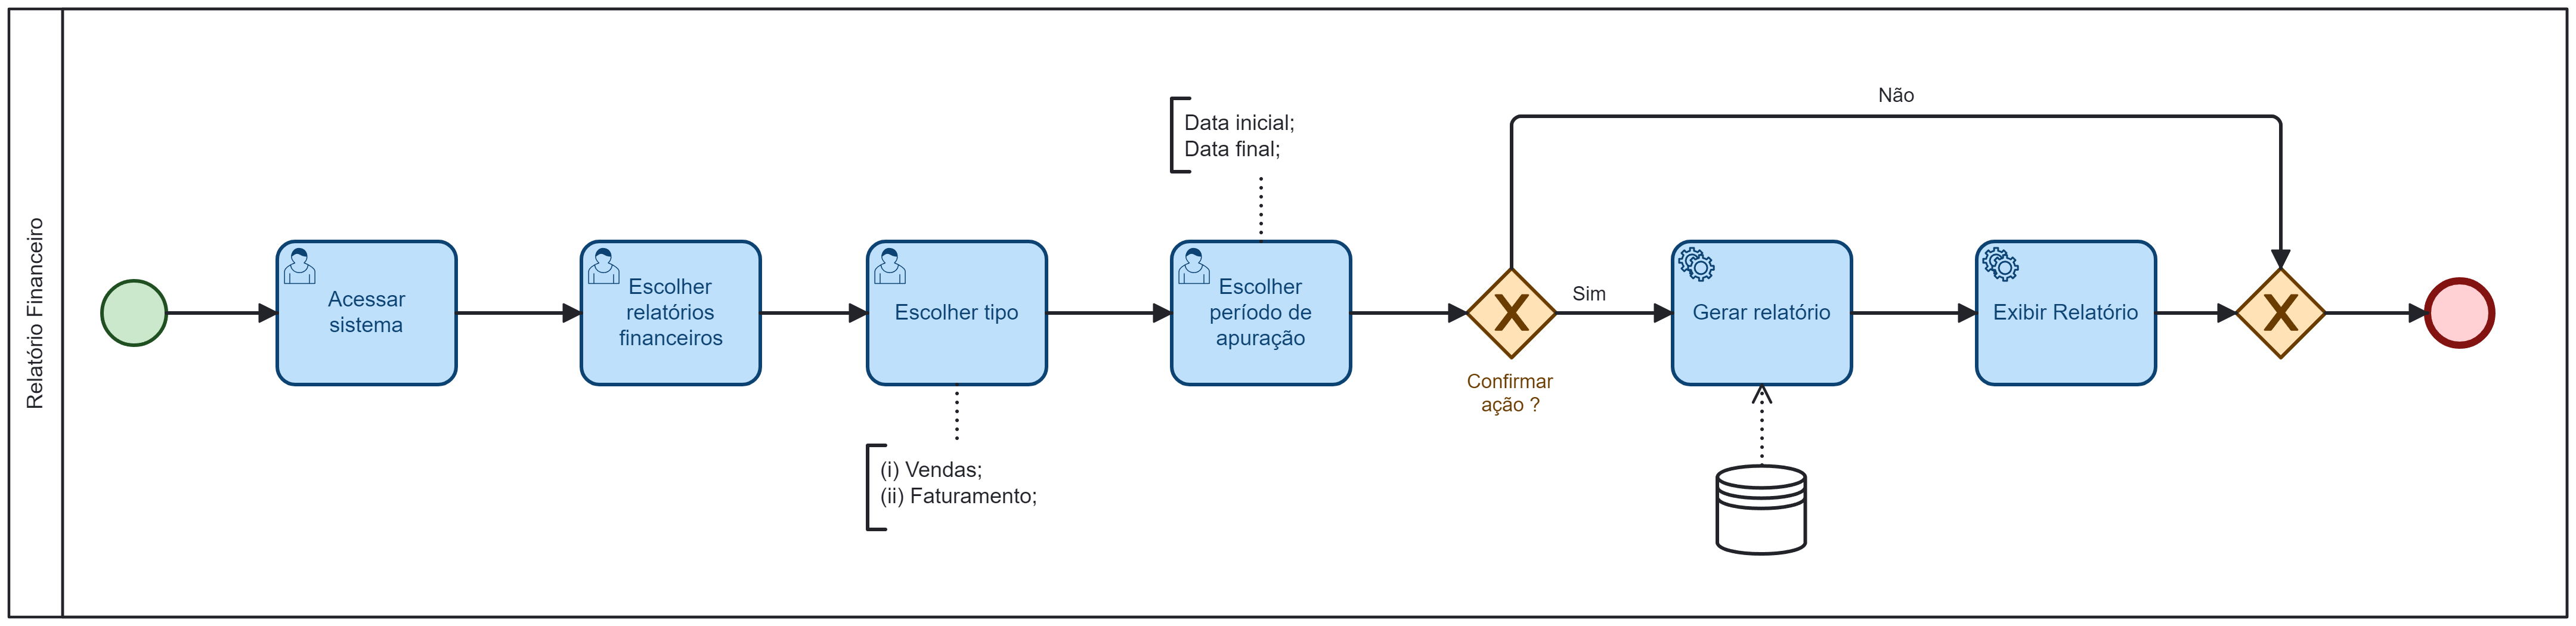 Relatório Financeiro
Acessar
sistema
Escolher
relatórios
financeiros
Escolher tipo
(i) Vendas;
(ii) Faturamento;
Data inicial;
Data final;
Escolher
período de
apuração
Confirmar
ação ?
Não
Sim
Gerar relatório
Exibir Relatório